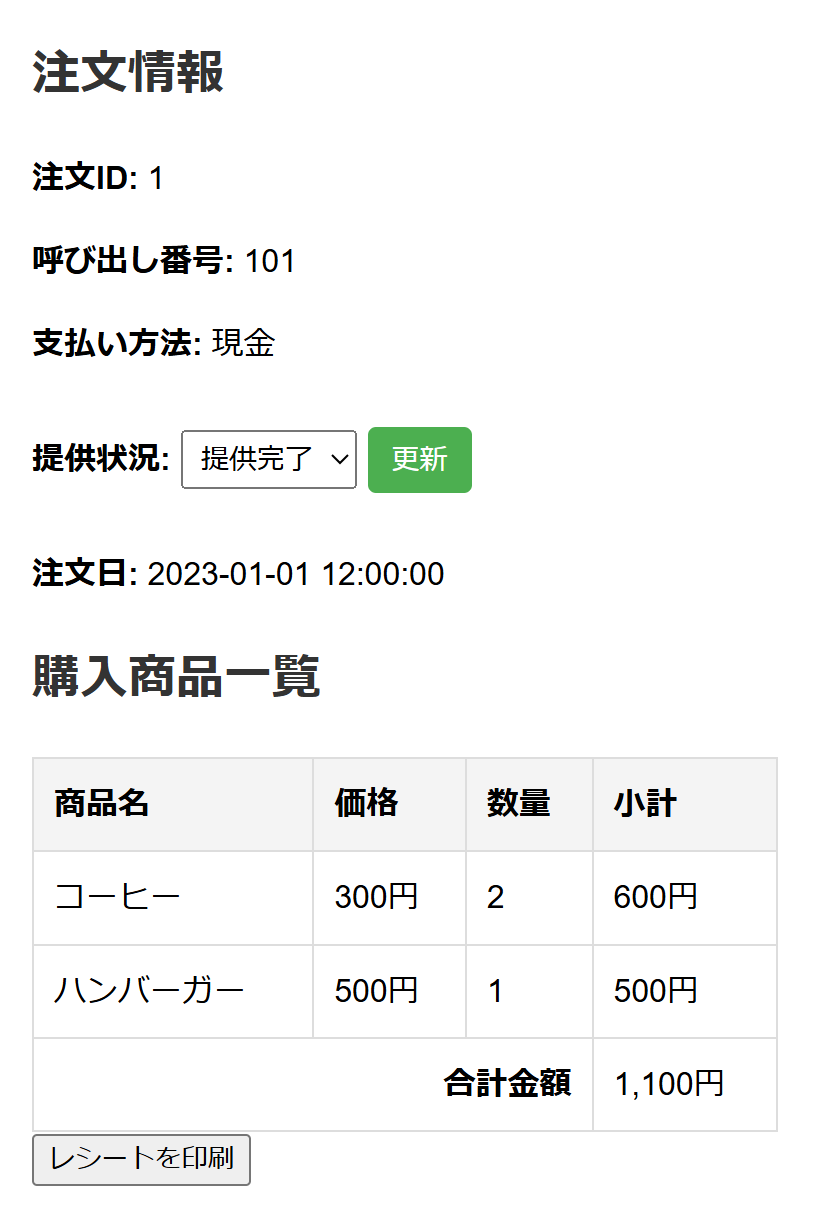 注文情報
注文ID: 1
呼び出し番号: 101
支払い方法: 現金
提供状況: 提供完了 更新
注文日: 2023-01-01 12:00:00
購入商品一覧
商品名 価格 数量 小計
コーヒー 300円 2 600円
ハンバーガー 500円 1 500円
合計金額 1,100円
レシートを印刷